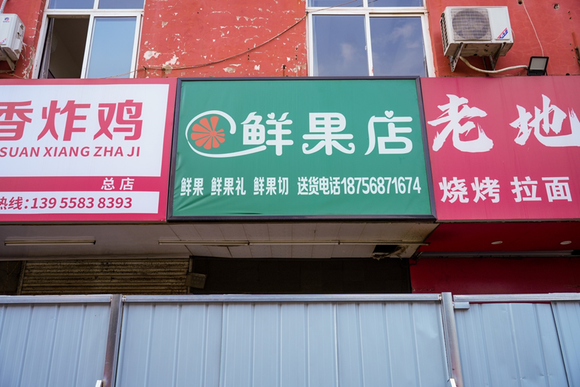 香炸鸡
SUAN XIANG ZHA JI
总店
热线：139 5583 8393
鲜果店
鲜果 鲜果礼 鲜果切 送货电话18756871674
老地
烧烤 拉面